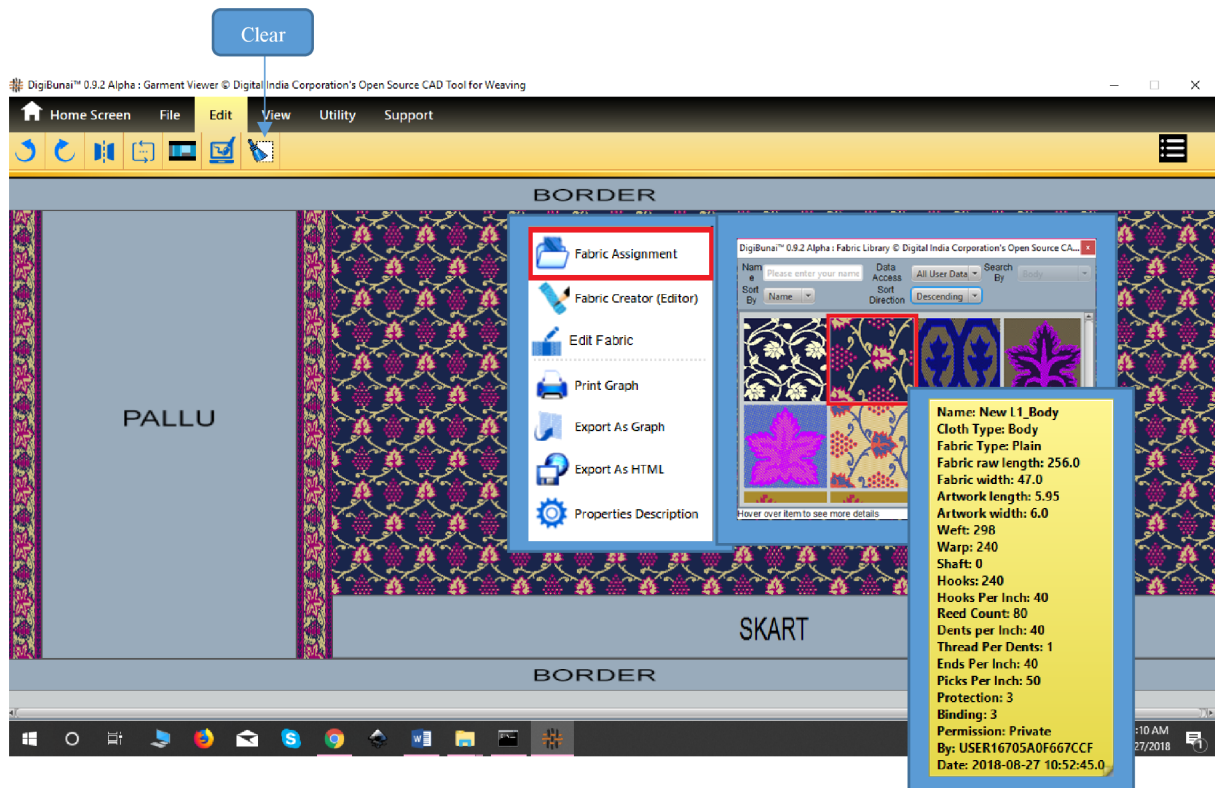 Clear
DigiBunai™ 0.9.2 Alpha : Garment Viewer © Digital India Corporation's Open Source CAD Tool for Weaving
Home Screen File Edit View Utility Support
BORDER
PALLU
Fabric Assignment
Fabric Creator (Editor)
Edit Fabric
Print Graph
Export As Graph
Export As HTML
Properties Description
DigiBunai™ 0.9.2 Alpha : Fabric Library © Digital India Corporation's Open Source CA...
Nam
e
Please enter your name
Data
Access
All User Data
Search
By
Body
Sort
By
Name
Sort
Direction
Descending
Hover over item to see more details
Name: New L1_Body
Cloth Type: Body
Fabric Type: Plain
Fabric raw length: 256.0
Fabric width: 47.0
Artwork length: 5.95
Artwork width: 6.0
Weft: 298
Warp: 240
Shaft: 0
Hooks: 240
Hooks Per Inch: 40
Reed Count: 80
Dents per Inch: 40
Thread Per Dents: 1
Ends Per Inch: 40
Picks Per Inch: 50
Protection: 3
Binding: 3
Permission: Private
By: USER16705A0F667CCF
Date: 2018-08-27 10:52:45.0
SKART
BORDER
:10 AM
27/2018